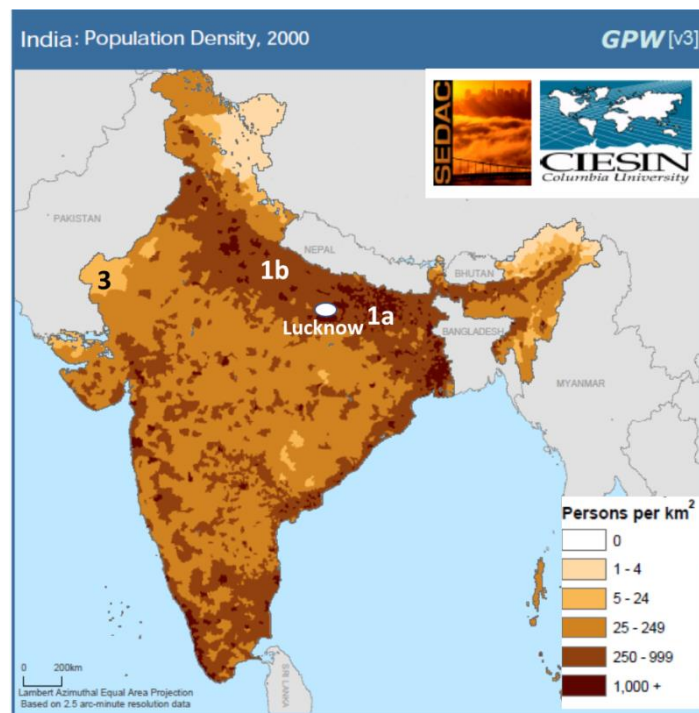 India: Population Density, 2000
GPW [v3]
SEDAC
CIESIN
Columbia University
PAKISTAN
NEPAL
BHUTAN
BANGLADESH
MYANMAR
3
1b
Lucknow
1a
SRI LANKA
Persons per km²
0
1 - 4
5 - 24
25 - 249
250 - 999
1,000 +
0 200km
Lambert Azimuthal Equal Area Projection
Based on 2.5 arc-minute resolution data